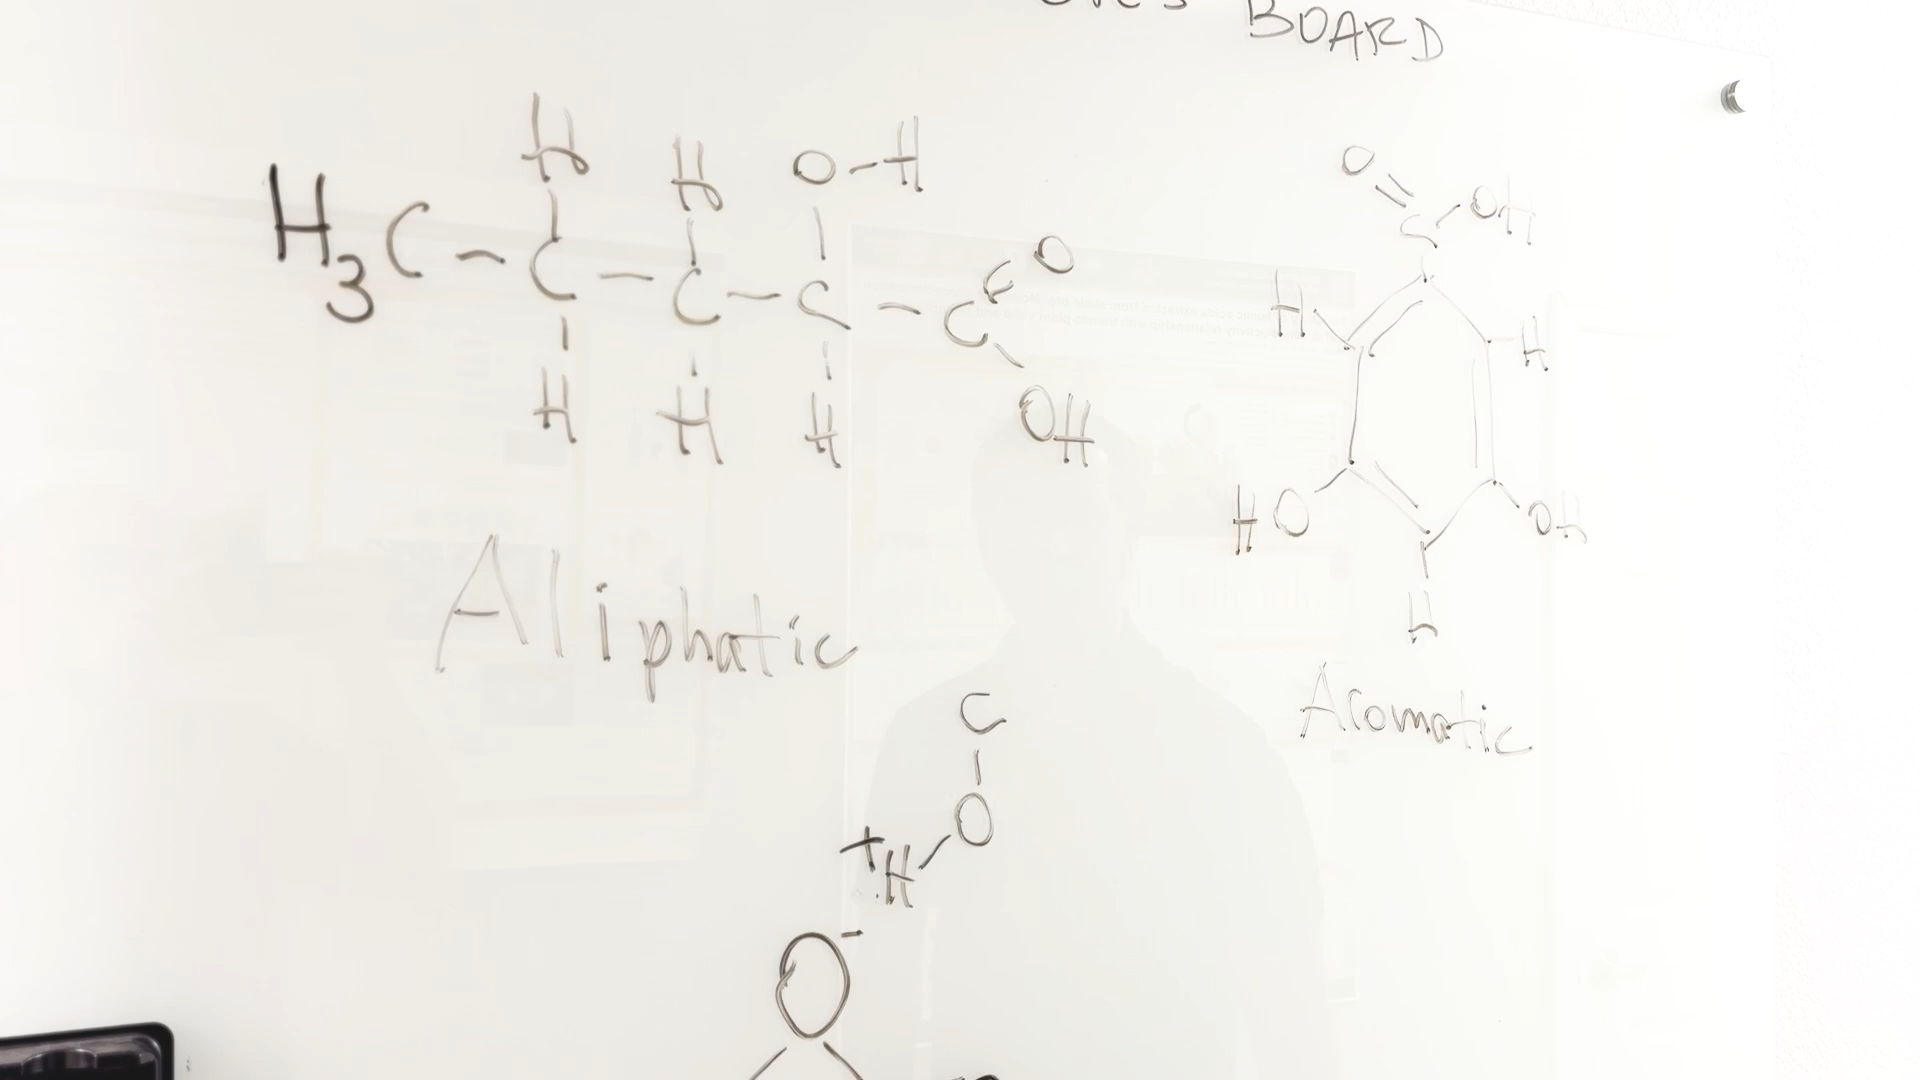 BOARD
H H O-H
H3C - C - C - C - C O
H H H OH
O OH
C
H H
HO OH
H
Aliphatic
Aromatic
C
O
+H
O-